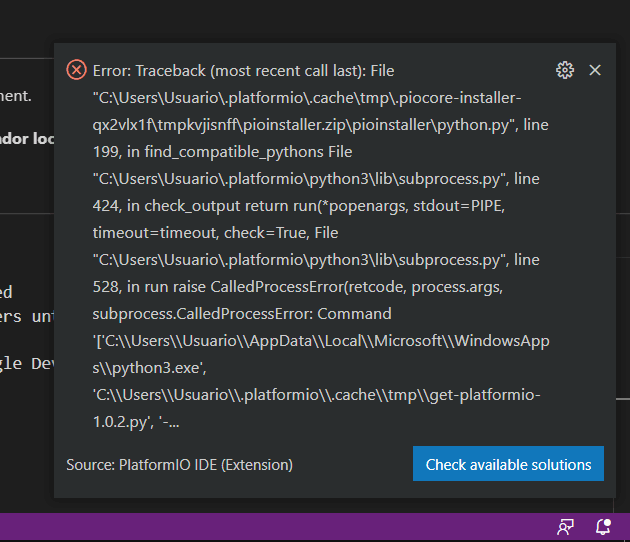 Error: Traceback (most recent call last): File
"C:\Users\Usuario\.platformio\.cache\tmp\.piocore-installer-
qx2vlx1f\tmpkvjisnff\pioinstaller.zip\pioinstaller\python.py", line
199, in find_compatible_pythons File
"C:\Users\Usuario\.platformio\python3\lib\subprocess.py", line
424, in check_output return run(*popenargs, stdout=PIPE,
timeout=timeout, check=True, File
"C:\Users\Usuario\.platformio\python3\lib\subprocess.py", line
528, in run raise CalledProcessError(retcode, process.args,
subprocess.CalledProcessError: Command
'['C:\\Users\\Usuario\\AppData\\Local\\Microsoft\\WindowsApp
s\\python3.exe',
'C:\\Users\\Usuario\\.platformio\\.cache\\tmp\\get-platformio-
1.0.2.py', '-...
Source: PlatformIO IDE (Extension)
Check available solutions
nent.
ndor loc
ed
ers unt
gle Dev